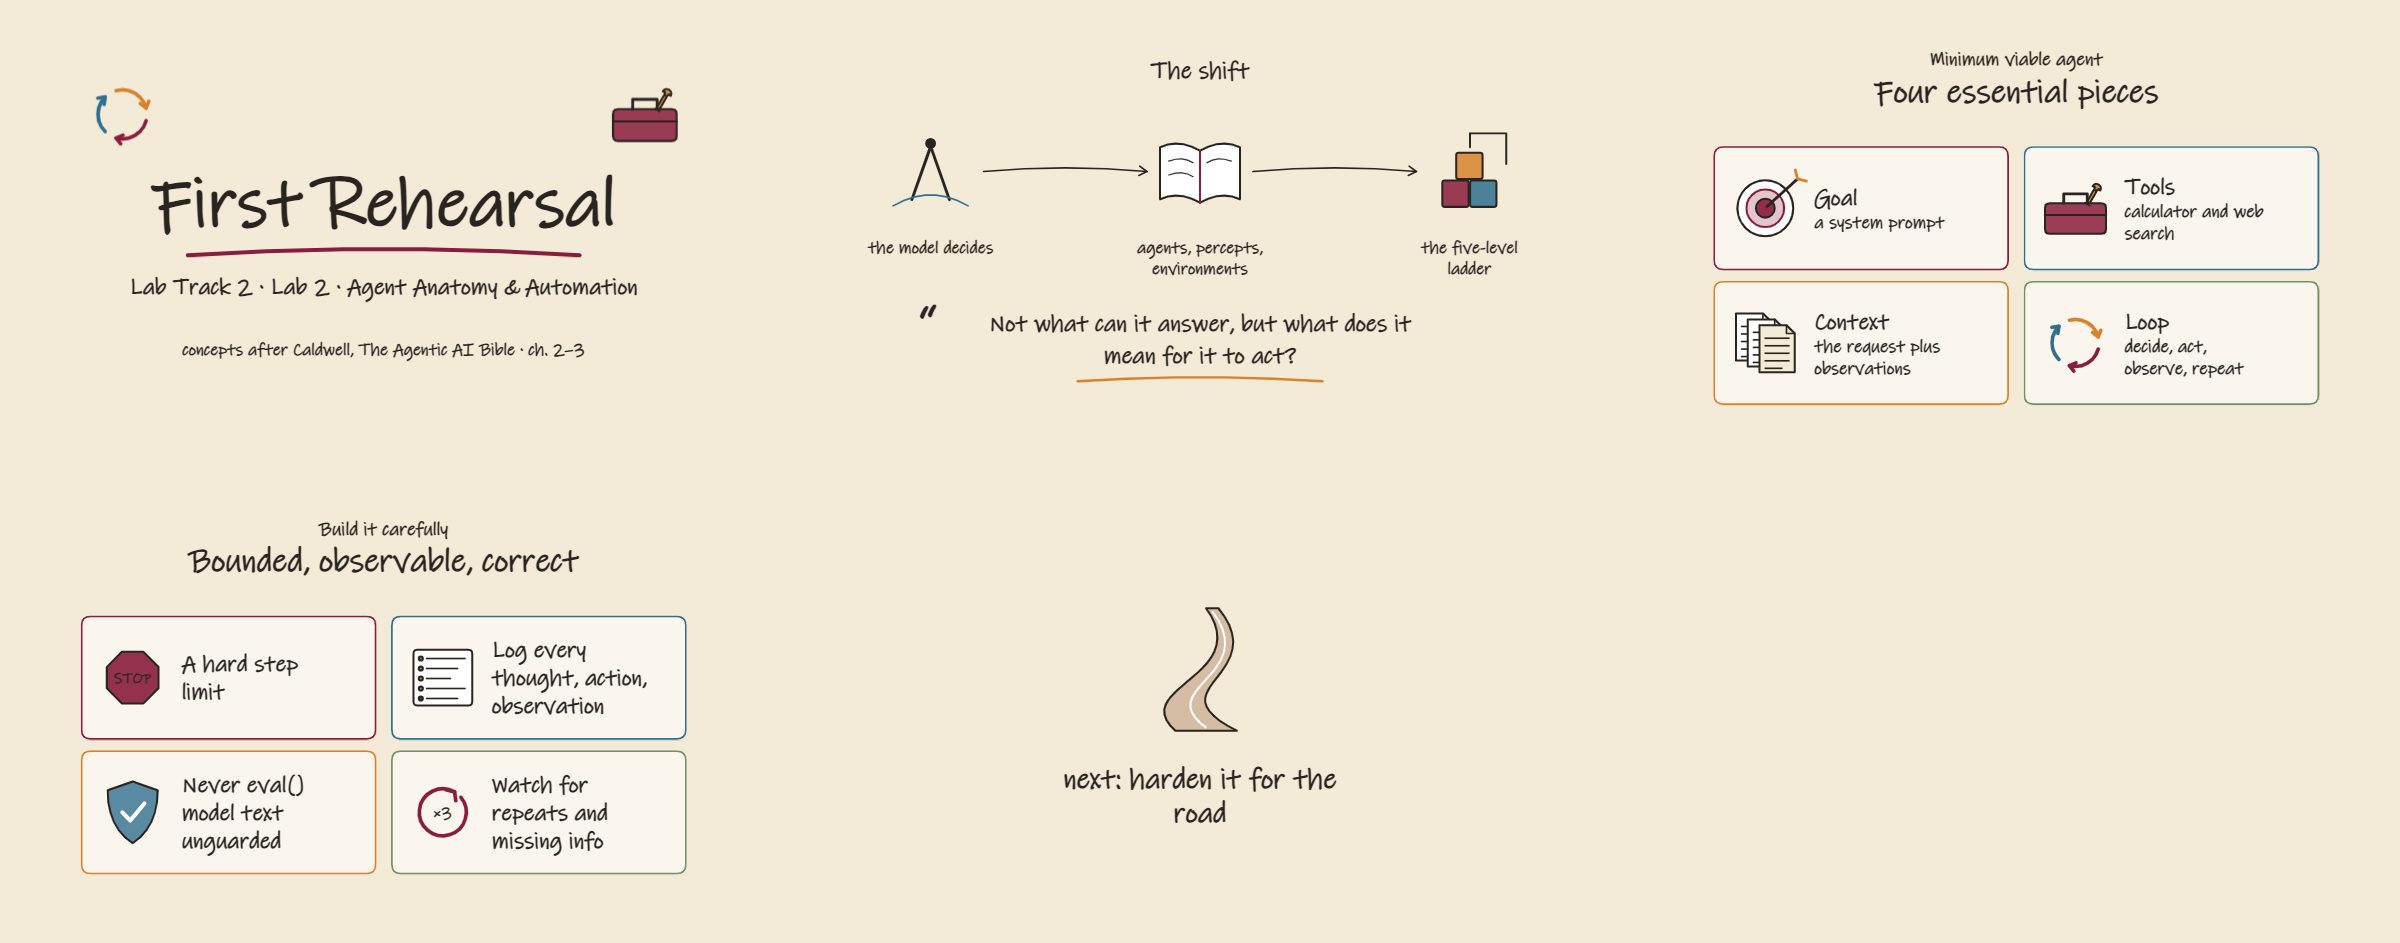 First Rehearsal
Lab Track 2 · Lab 2 · Agent Anatomy & Automation
concepts after Caldwell, The Agentic AI Bible · ch. 2–3
The shift
the model decides
agents, percepts,
environments
the five-level
ladder
“
Not what can it answer, but what does it
mean for it to act?
Minimum viable agent
Four essential pieces
Goal
a system prompt
Tools
calculator and web
search
Context
the request plus
observations
Loop
decide, act,
observe, repeat
Build it carefully
Bounded, observable, correct
STOP
A hard step
limit
Log every
thought, action,
observation
Never eval()
model text
unguarded
×3
Watch for
repeats and
missing info
next: harden it for the
road